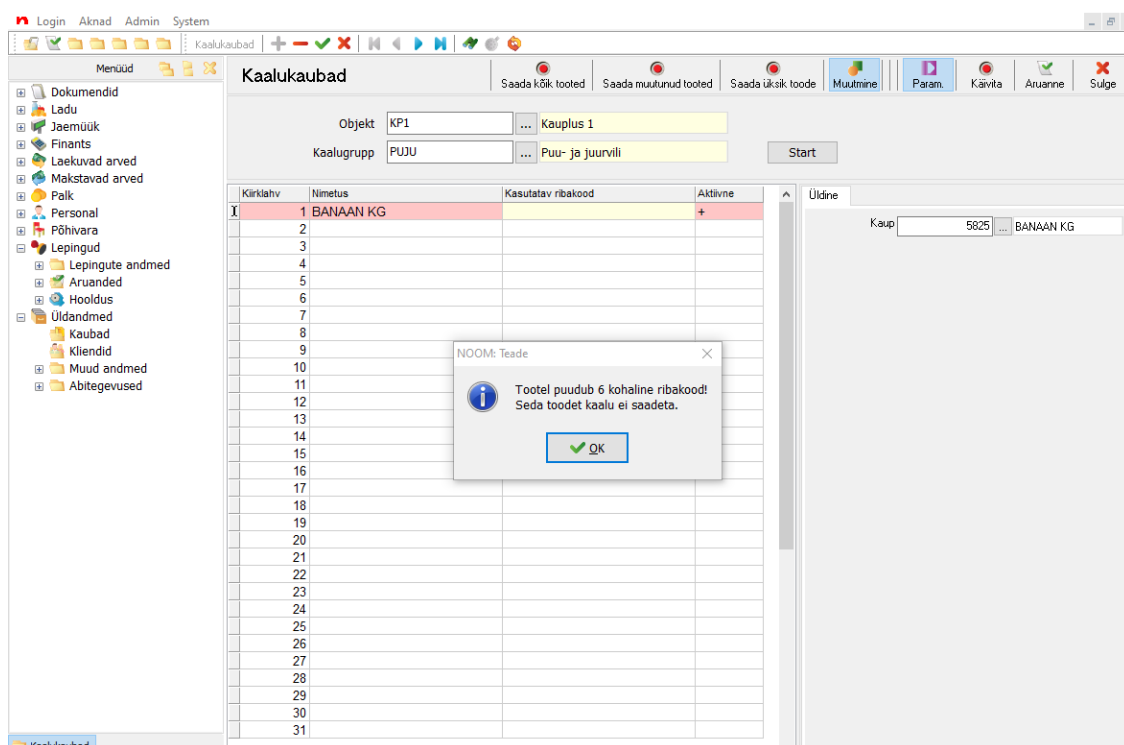 Login Aknad Admin System
Kaalukaubad
Menüüd
Dokumendid
Ladu
Jaemüük
Finants
Laekuvad arved
Makstavad arved
Palk
Personal
Põhivara
Lepingud
Lepingute andmed
Aruanded
Hooldus
Üldandmed
Kaubad
Kliendid
Muud andmed
Abitegevused
Kaalukaubad
Kaalukaubad
Saada kõik tooted
Saada muutunud tooted
Saada üksik toode
Muutmine
Param.
Käivita
Aruanne
Sulge
Objekt KP1 ... Kauplus 1
Kaalugrupp PUJU ... Puu- ja juurvili
Start
Kiirklahv Nimetus Kasutatav ribakood Aktiivne
1 BANAAN KG +
2
3
4
5
6
7
8
9
10
11
12
13
14
15
16
17
18
19
20
21
22
23
24
25
26
27
28
29
30
31
Üldine
Kaup 5825 ... BANAAN KG
NOOM: Teade
Tootel puudub 6 kohaline ribakood!
Seda toodet kaalu ei saadeta.
OK